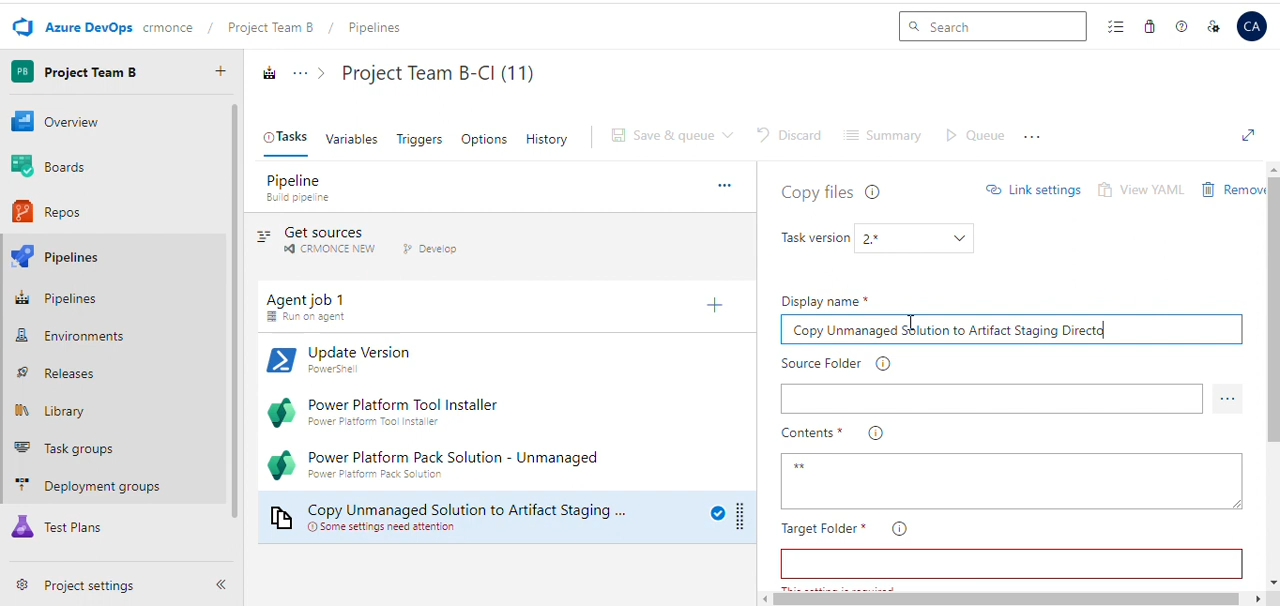 Azure DevOps crmonce / Project Team B / Pipelines Search CA
PB Project Team B +
Project Team B-CI (11)
Overview
Boards
Repos
Pipelines
Pipelines
Environments
Releases
Library
Task groups
Deployment groups
Test Plans
Project settings
Tasks Variables Triggers Options History Save & queue Discard Summary Queue
Pipeline
Build pipeline
Get sources
CRMONCE NEW Develop
Agent job 1
Run on agent
Update Version
PowerShell
Power Platform Tool Installer
Power Platform Tool Installer
Power Platform Pack Solution - Unmanaged
Power Platform Pack Solution
Copy Unmanaged Solution to Artifact Staging ...
Some settings need attention
Copy files Link settings View YAML Remove
Task version 2.*
Display name *
Copy Unmanaged Solution to Artifact Staging Directo
Source Folder
Contents *
**
Target Folder *
This setting is required